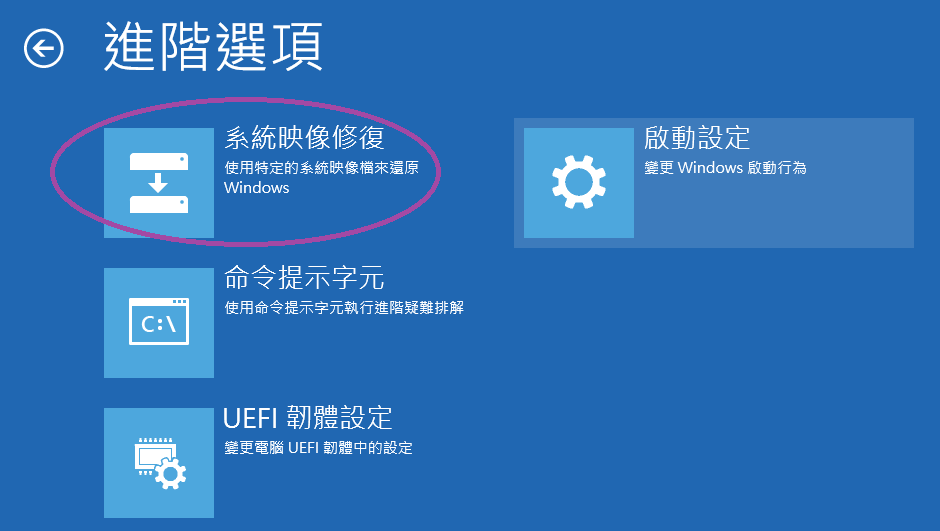 進階選項
系統映像修復
使用特定的系統映像檔來還原
Windows
啟動設定
變更 Windows 啟動行為
命令提示字元
使用命令提示字元執行進階疑難排解
C:\
UEFI 韌體設定
變更電腦 UEFI 韌體中的設定